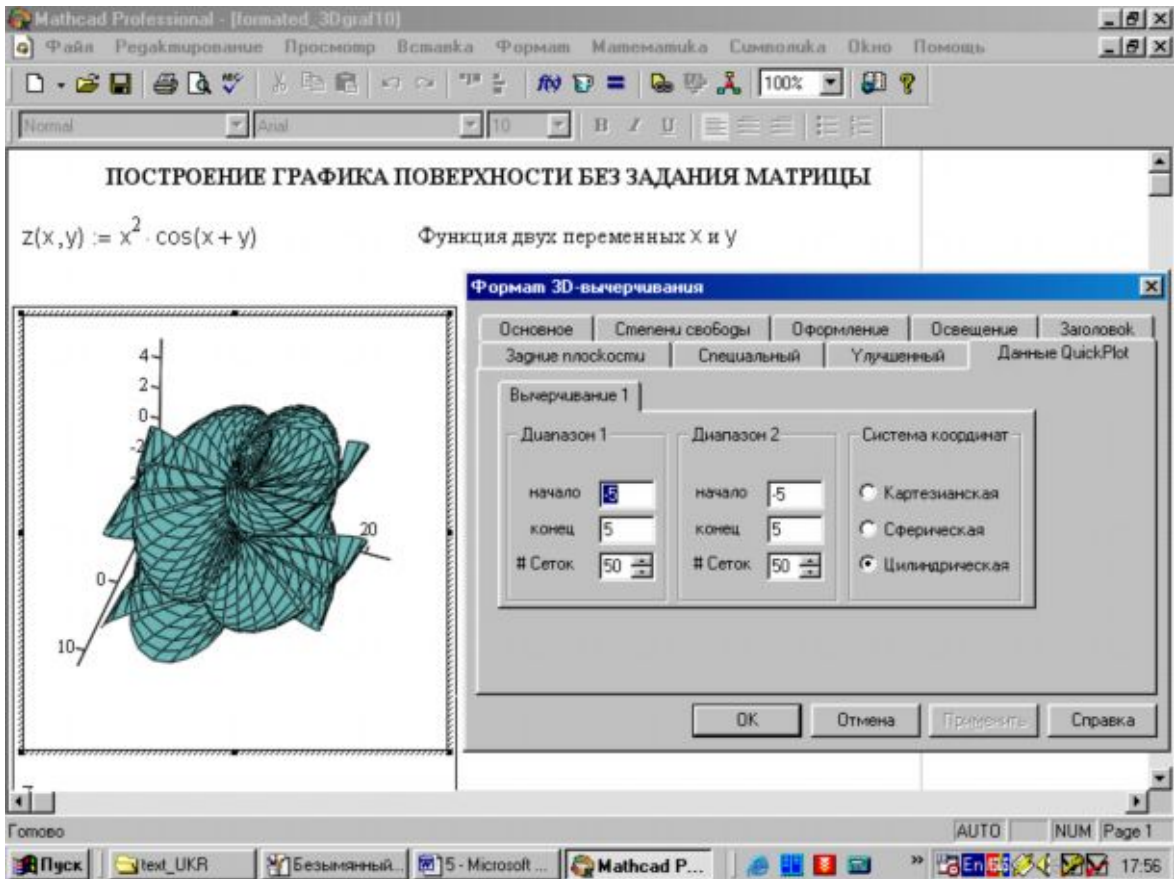 Mathcad Professional - [formated_3Dgraf10]
Файл Редактирование Просмотр Вставка Формат Математика Символика Окно Помощь
100%
Normal Arial 10 B I U
ПОСТРОЕНИЕ ГРАФИКА ПОВЕРХНОСТИ БЕЗ ЗАДАНИЯ МАТРИЦЫ
z(x,y) := x² · cos(x + y) Функция двух переменных x и y
Формат 3D-вычерчивания
Основное Степени свободы Оформление Освещение Заголовок
Задние плоскости Специальный Улучшенный Данные QuickPlot
Вычерчивание 1
Диапазон 1 Диапазон 2 Система координат
начало -5 начало -5 Картезианская
конец 5 конец 5 Сферическая
# Сеток 50 # Сеток 50 Цилиндрическая
4
2
0
-2
20
0
10
z
OK Отмена Применить Справка
Готово AUTO NUM Page 1
Пуск text_UKR Безымянный... 5 - Microsoft ... Mathcad P... » En 17:56